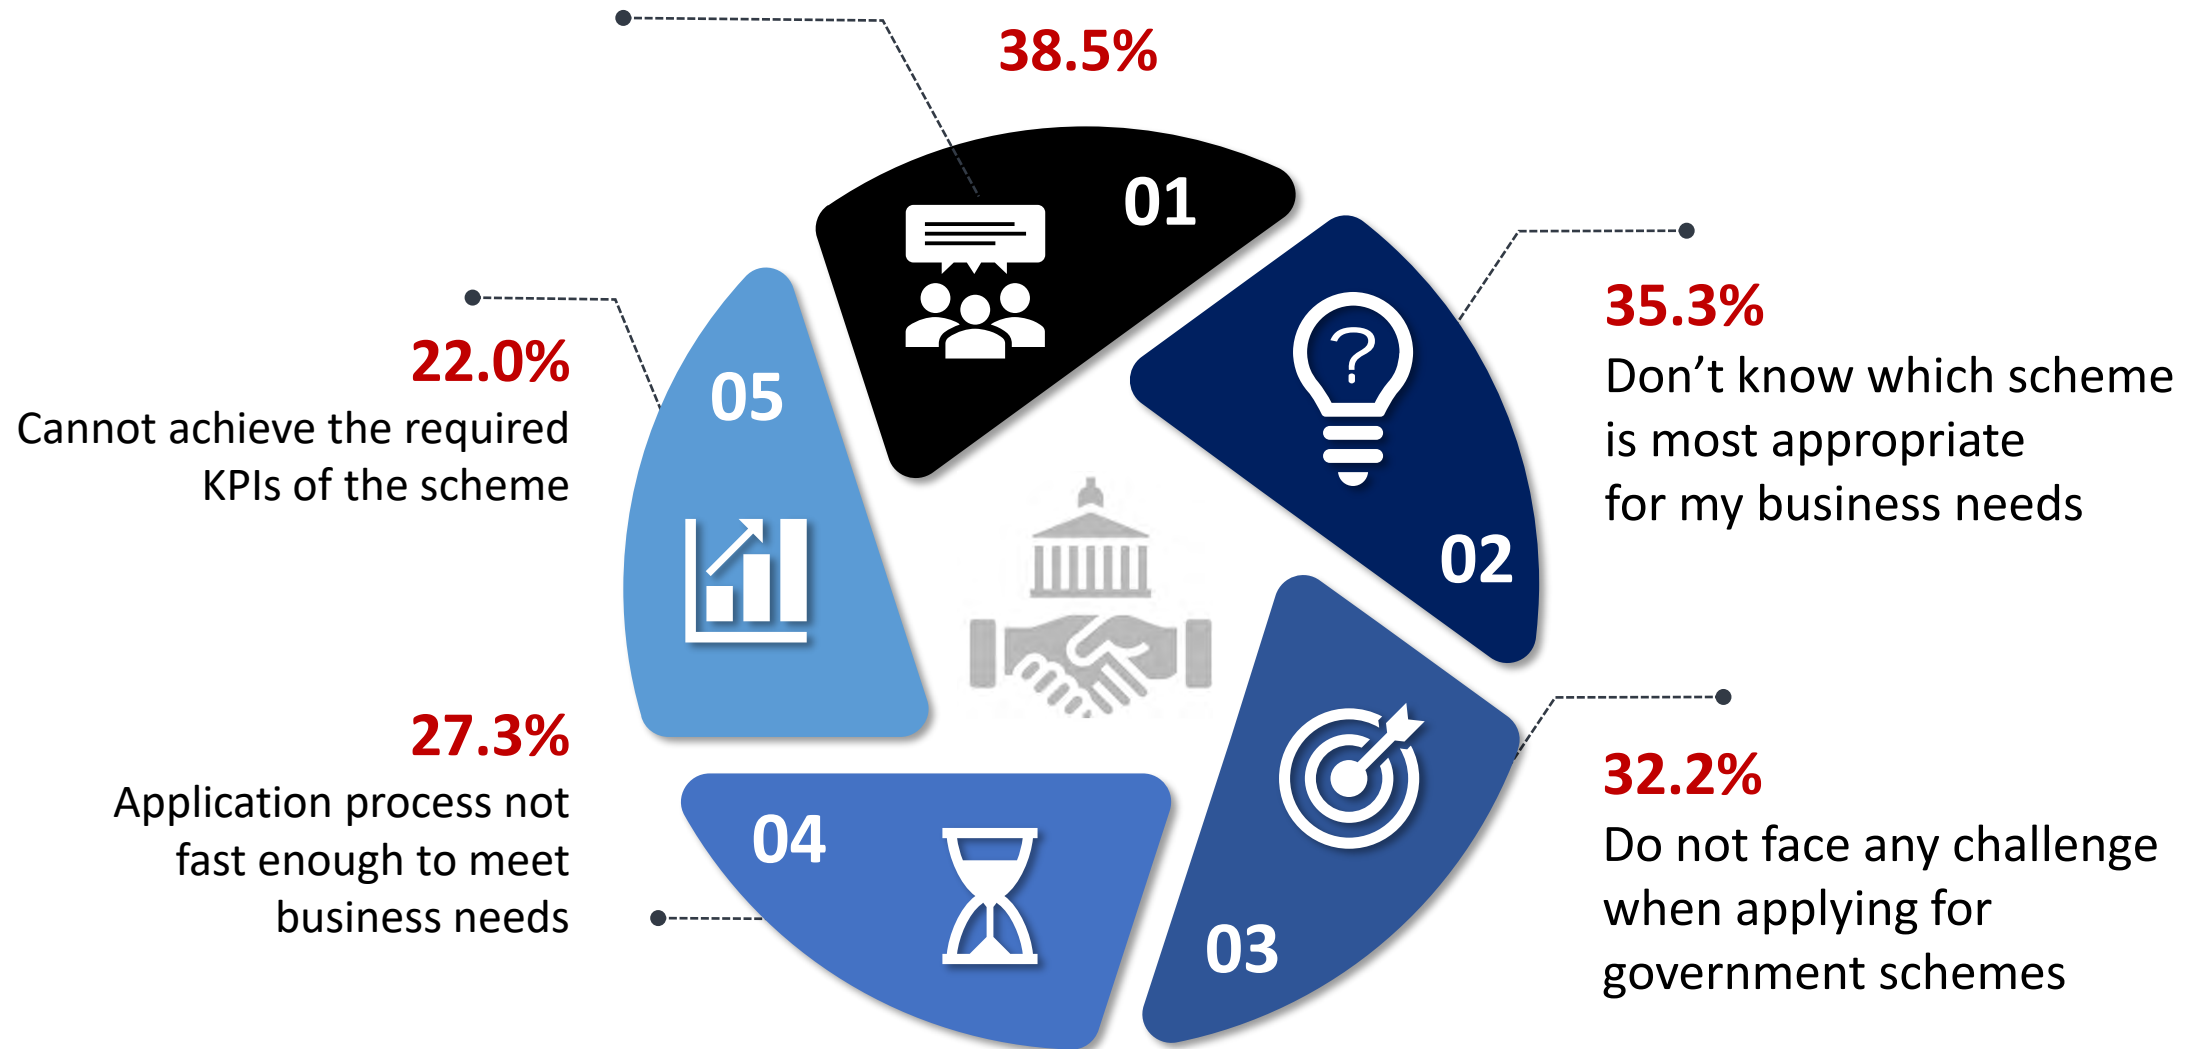 38.5%
01
35.3%
Don’t know which scheme
is most appropriate
for my business needs
02
32.2%
Do not face any challenge
when applying for
government schemes
03
27.3%
Application process not
fast enough to meet
business needs
04
22.0%
Cannot achieve the required
KPIs of the scheme
05
?